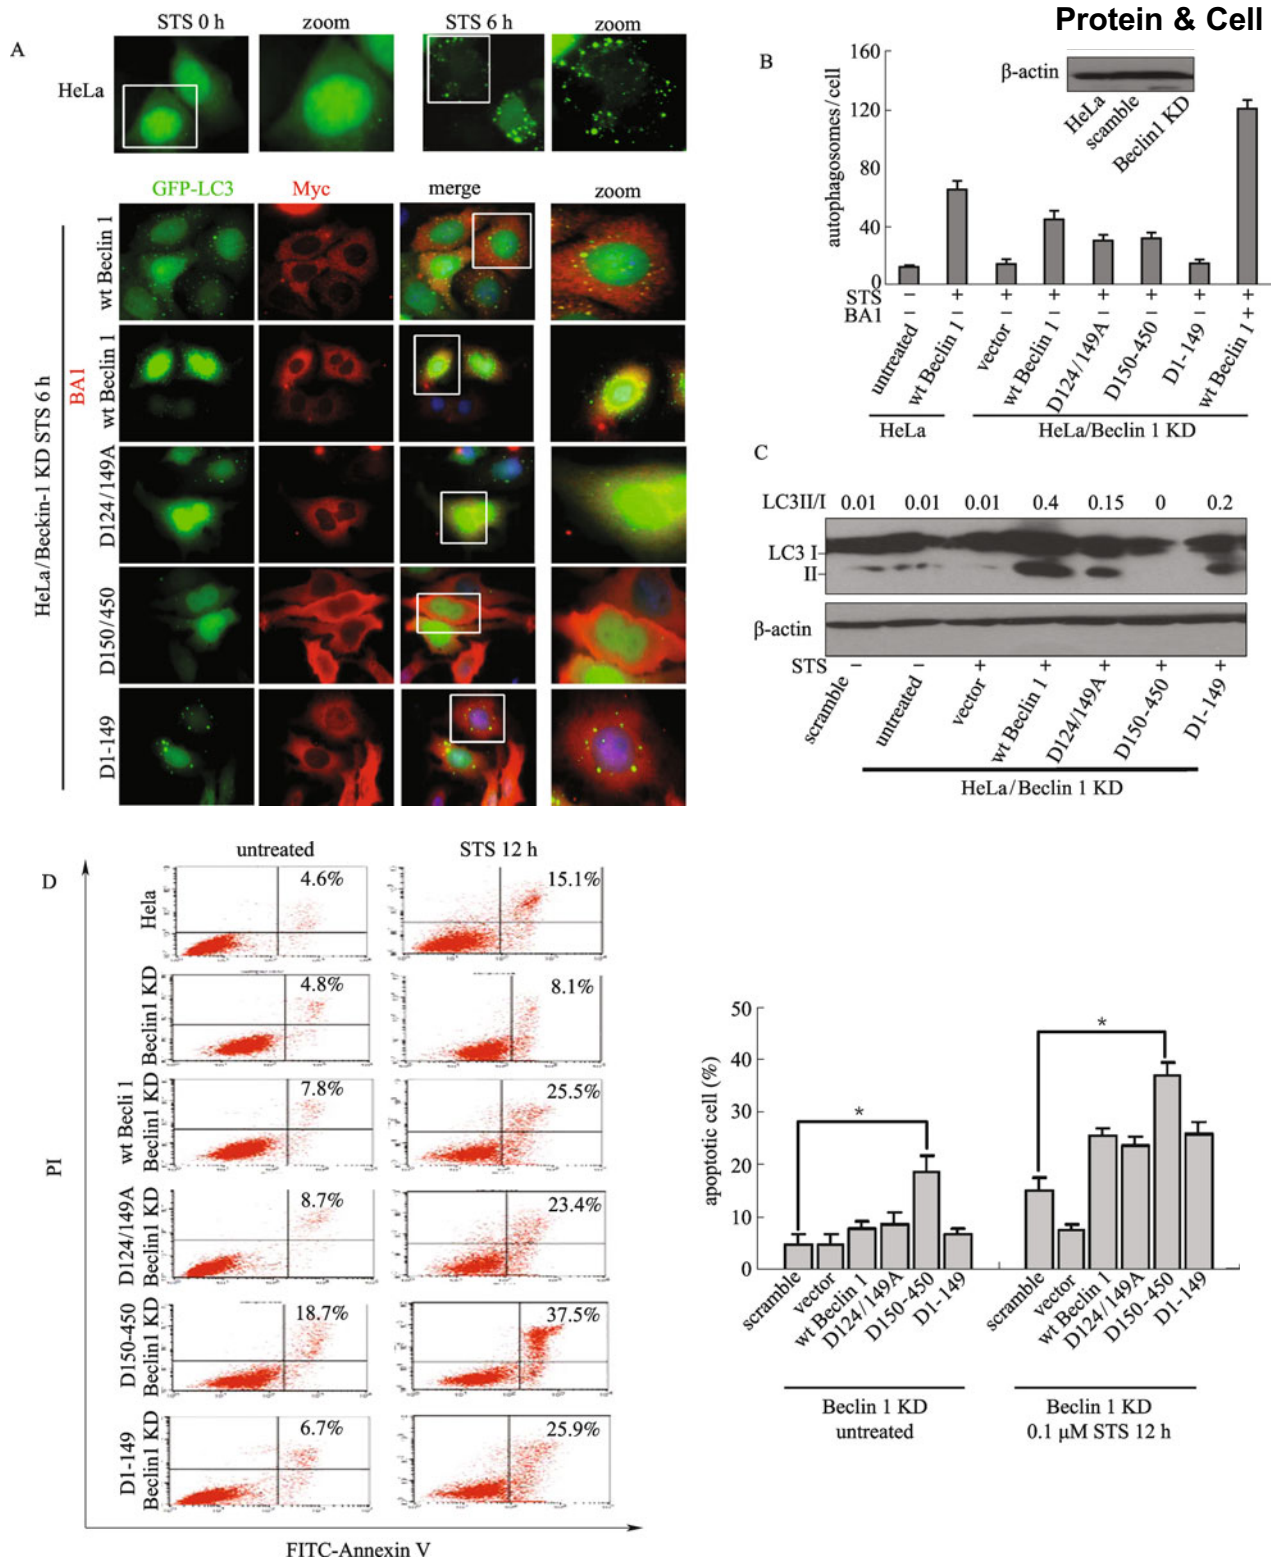 Protein & Cell
A
STS 0 h
zoom
STS 6 h
zoom
HeLa
GFP-LC3
Myc
merge
zoom
HeLa/Beckin-1 KD STS 6 h
BA1
wt Beclin 1
wt Beclin 1
D124/149A
D150/450
D1-149
B
autophagosomes/cell
160
120
80
40
0
β-actin
HeLa
scamble
Beclin1 KD
STS − + + + + + + +
BA1 − − − − − − − +
untreated
wt Beclin 1
vector
wt Beclin 1
D124/149A
D150-450
D1-149
wt Beclin 1
HeLa
HeLa/Beclin 1 KD
C
LC3II/I 0.01 0.01 0.01 0.4 0.15 0 0.2
LC3 I
II
β-actin
STS − − + + + + +
scramble
untreated
vector
wt Beclin 1
D124/149A
D150-450
D1-149
HeLa/Beclin 1 KD
D
untreated
STS 12 h
Hela
4.6%
15.1%
Beclin1 KD
4.8%
8.1%
wt Becli 1
Beclin1 KD
7.8%
25.5%
D124/149A
Beclin1 KD
8.7%
23.4%
D150-450
Beclin1 KD
18.7%
37.5%
D1-149
Beclin1 KD
6.7%
25.9%
PI
FITC-Annexin V
apoptotic cell (%)
50
40
30
20
10
0
*
*
scramble
vector
wt Beclin 1
D124/149A
D150-450
D1-149
scramble
vector
wt Beclin 1
D124/149A
D150-450
D1-149
Beclin 1 KD
untreated
Beclin 1 KD
0.1 μM STS 12 h